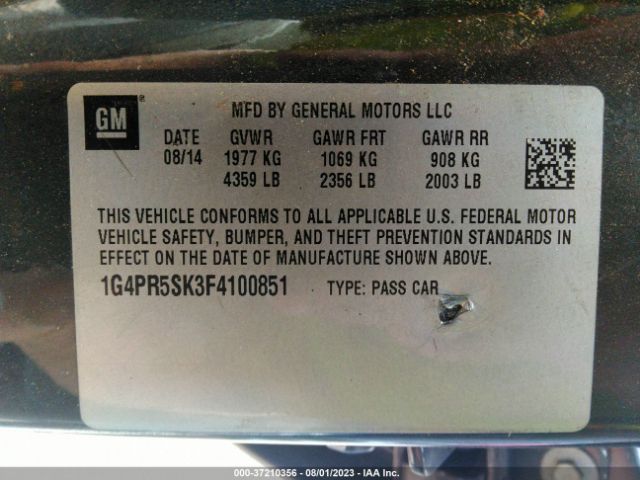 GM
®
MFD BY GENERAL MOTORS LLC
DATE GVWR GAWR FRT GAWR RR
08/14 1977 KG 1069 KG 908 KG
4359 LB 2356 LB 2003 LB
THIS VEHICLE CONFORMS TO ALL APPLICABLE U.S. FEDERAL MOTOR
VEHICLE SAFETY, BUMPER, AND THEFT PREVENTION STANDARDS IN
EFFECT ON THE DATE OF MANUFACTURE SHOWN ABOVE.
1G4PR5SK3F4100851 TYPE: PASS CAR
000-37210356 - 08/01/2023 - IAA Inc.